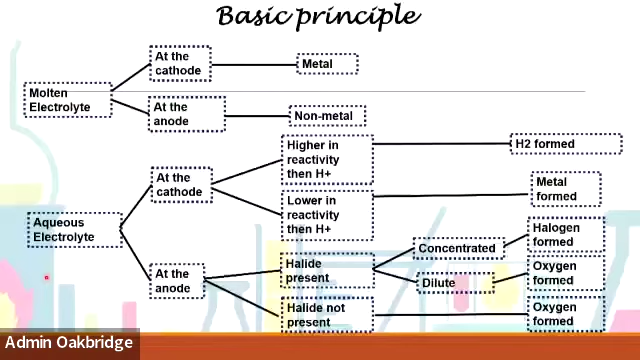 Basic principle
At the
cathode
Metal
Molten
Electrolyte
At the
anode
Non-metal
Higher in
reactivity
then H+
H2 formed
At the
cathode
Lower in
reactivity
then H+
Metal
formed
Aqueous
Electrolyte
Halide
present
Concentrated
Halogen
formed
At the
anode
Dilute
Oxygen
formed
Halide not
present
Oxygen
formed
Admin Oakbridge